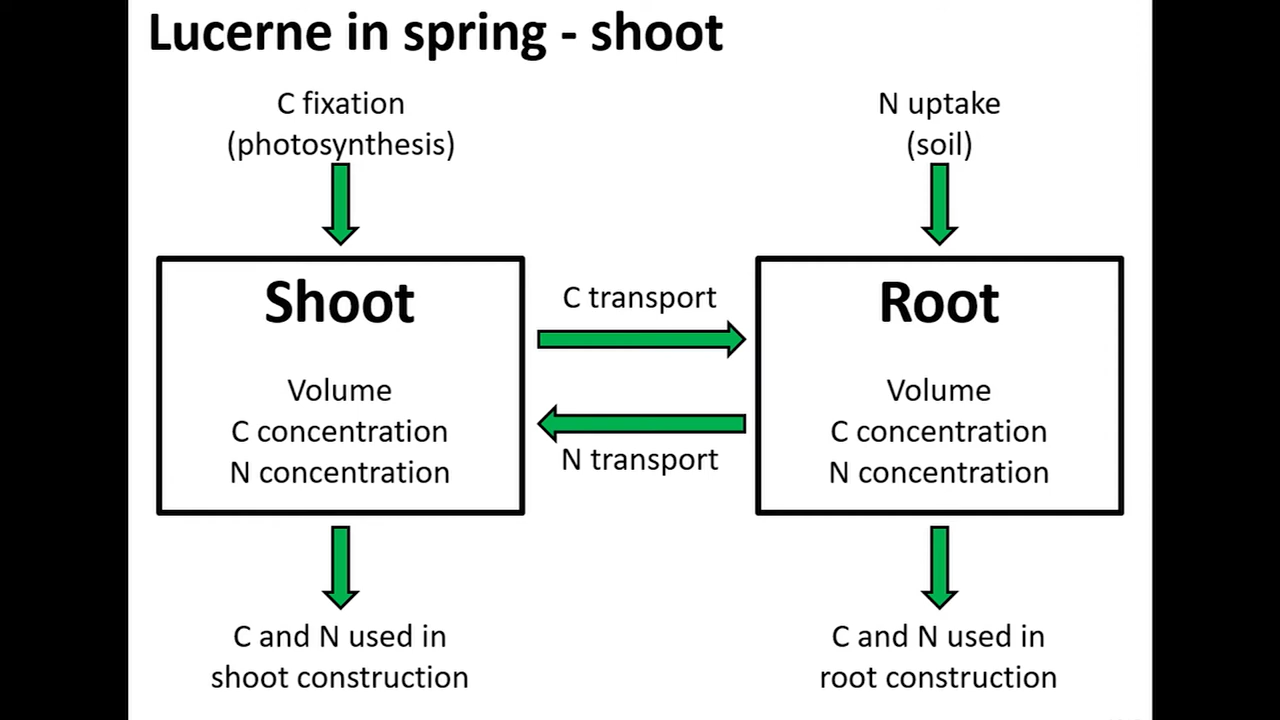 Lucerne in spring - shoot
C fixation
(photosynthesis)
N uptake
(soil)
Shoot
Volume
C concentration
N concentration
C transport
N transport
Root
Volume
C concentration
N concentration
C and N used in
shoot construction
C and N used in
root construction